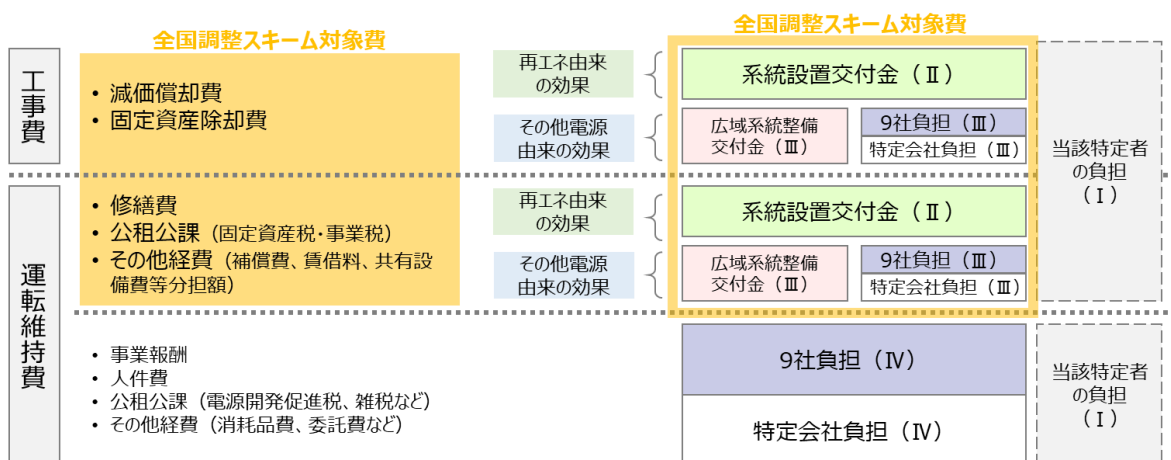 全国調整スキーム対象費
全国調整スキーム対象費
工事費
• 減価償却費
• 固定資産除却費
再エネ由来
の効果
系統設置交付金（Ⅱ）
その他電源
由来の効果
広域系統整備
交付金（Ⅲ）
9社負担（Ⅲ）
特定会社負担（Ⅲ）
当該特定者
の負担
（Ⅰ）
運転維持費
• 修繕費
• 公租公課（固定資産税・事業税）
• その他経費（補償費、賃借料、共有設
備費等分担額）
再エネ由来
の効果
系統設置交付金（Ⅱ）
その他電源
由来の効果
広域系統整備
交付金（Ⅲ）
9社負担（Ⅲ）
特定会社負担（Ⅲ）
• 事業報酬
• 人件費
• 公租公課（電源開発促進税、雑税など）
• その他経費（消耗品費、委託費など）
9社負担（Ⅳ）
特定会社負担（Ⅳ）
当該特定者
の負担
（Ⅰ）